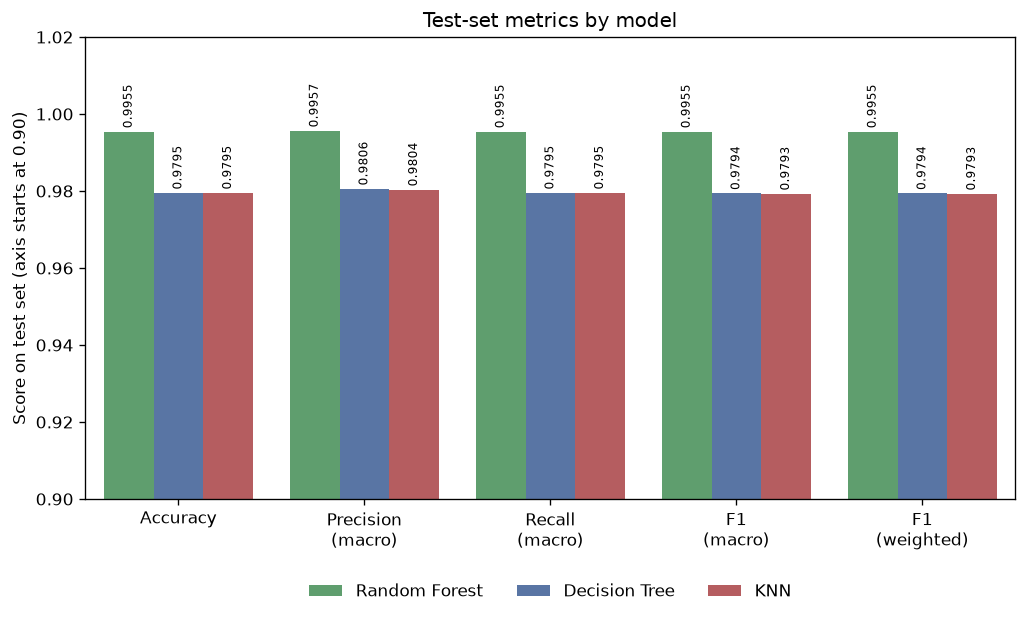 Test-set metrics by model
Score on test set (axis starts at 0.90)
1.02
1.00
0.98
0.96
0.94
0.92
0.90
0.9955
0.9795
0.9795
0.9957
0.9806
0.9804
0.9955
0.9795
0.9795
0.9955
0.9794
0.9793
0.9955
0.9794
0.9793
Accuracy
Precision
(macro)
Recall
(macro)
F1
(macro)
F1
(weighted)
Random Forest
Decision Tree
KNN